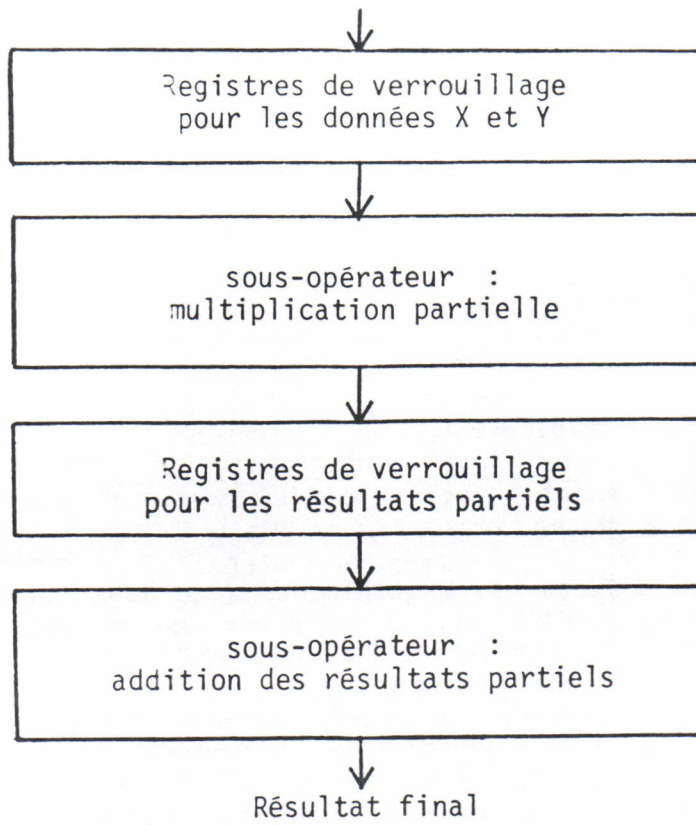 Registres de verrouillage
pour les données X et Y
sous-opérateur :
multiplication partielle
Registres de verrouillage
pour les résultats partiels
sous-opérateur :
addition des résultats partiels
Résultat final